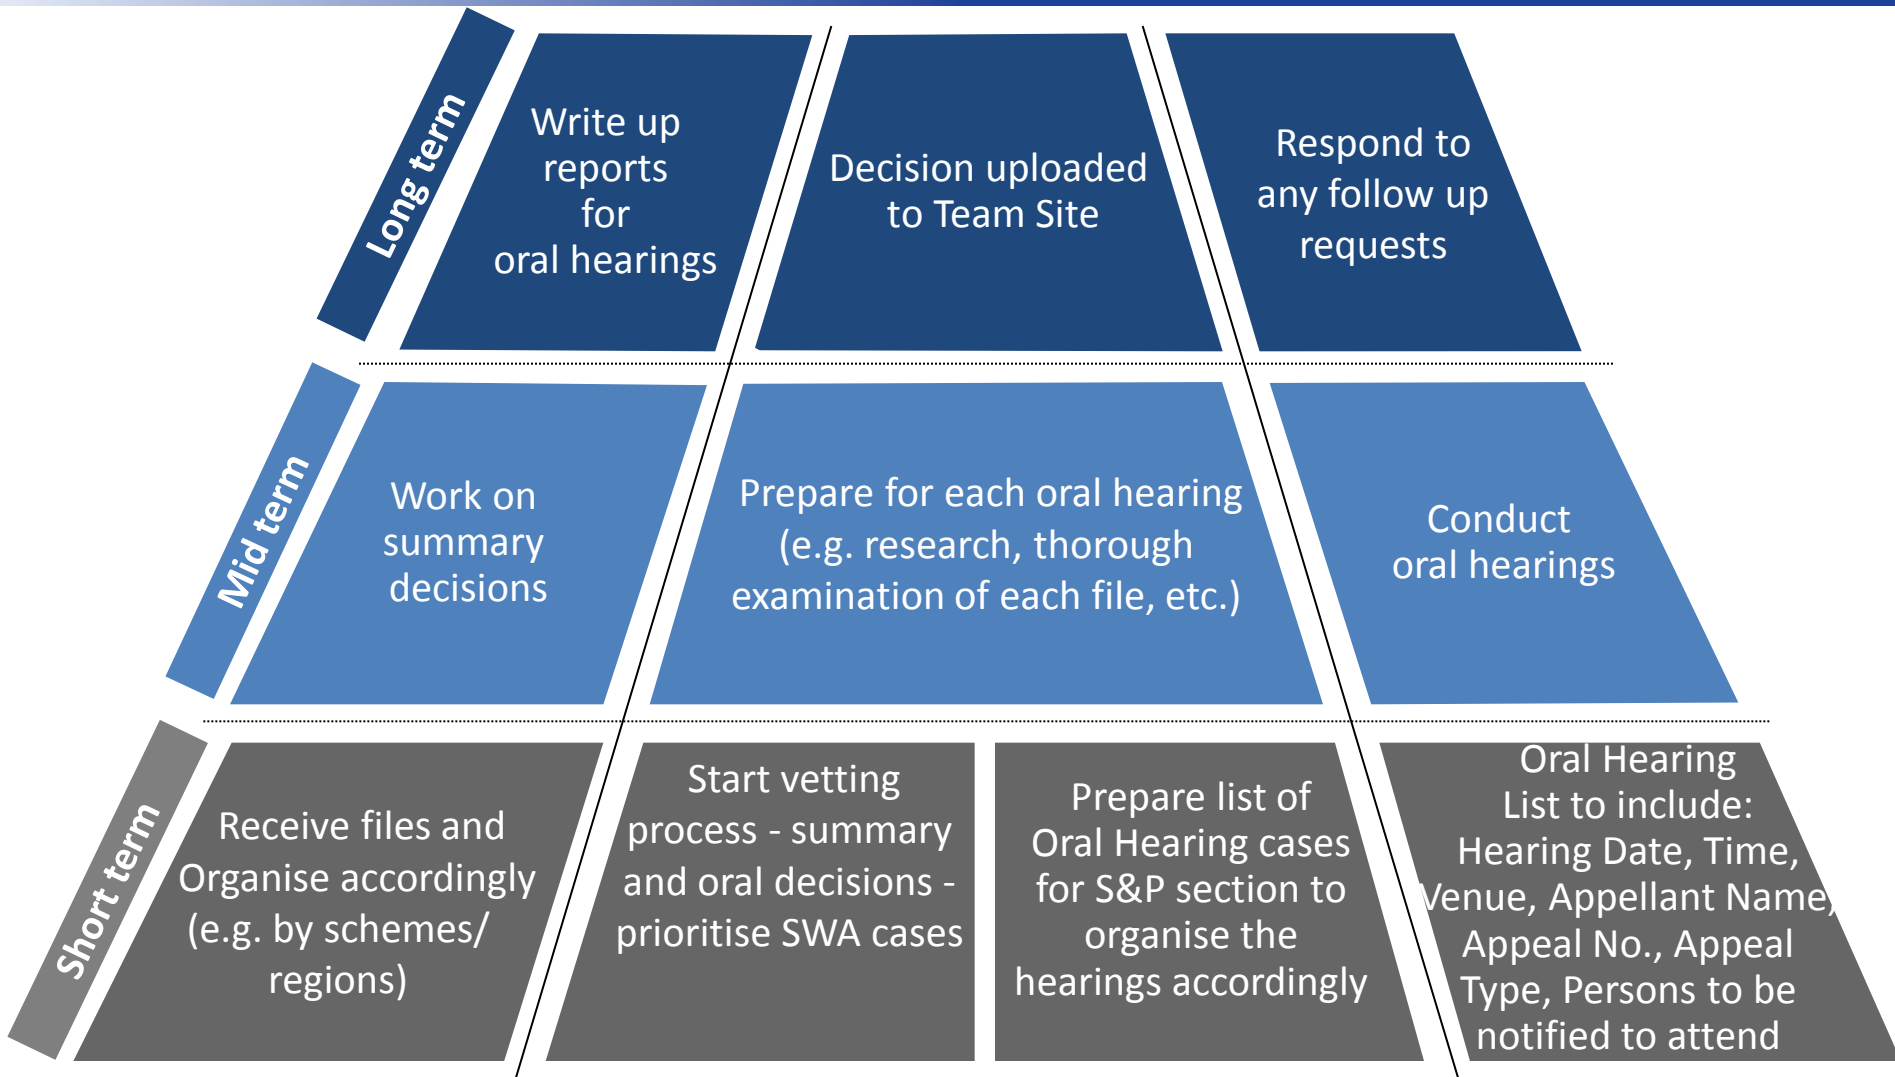 Long term
Write up
reports
for
oral hearings
Decision uploaded
to Team Site
Respond to
any follow up
requests
Mid term
Work on
summary
decisions
Prepare for each oral hearing
(e.g. research, thorough
examination of each file, etc.)
Conduct
oral hearings
Short term
Receive files and
Organise accordingly
(e.g. by schemes/
regions)
Start vetting
process - summary
and oral decisions -
prioritise SWA cases
Prepare list of
Oral Hearing cases
for S&P section to
organise the
hearings accordingly
Oral Hearing
List to include:
Hearing Date, Time,
Venue, Appellant Name,
Appeal No., Appeal
Type, Persons to be
notified to attend